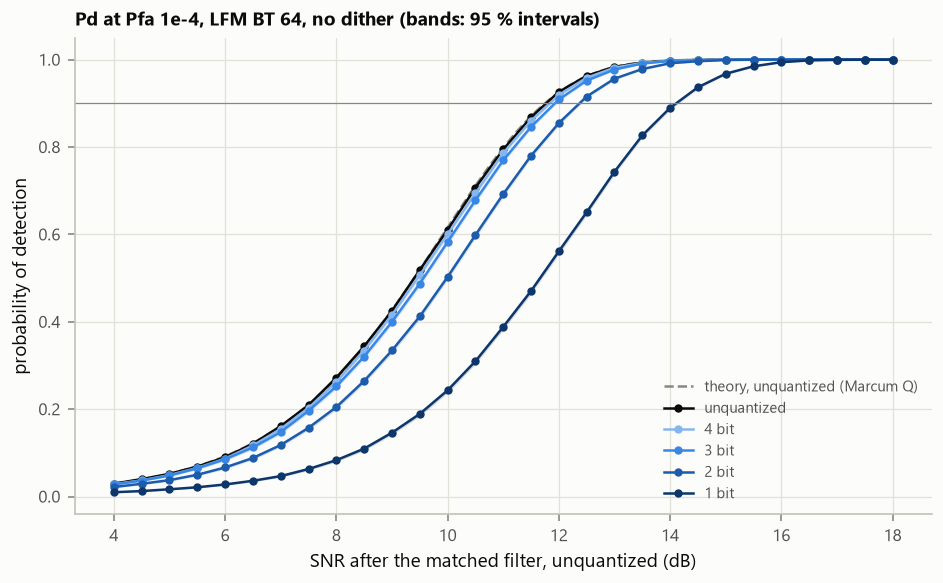 Pd at Pfa 1e-4, LFM BT 64, no dither (bands: 95 % intervals)
probability of detection
1.0
0.8
0.6
0.4
0.2
0.0
theory, unquantized (Marcum Q)
unquantized
4 bit
3 bit
2 bit
1 bit
4 6 8 10 12 14 16 18
SNR after the matched filter, unquantized (dB)